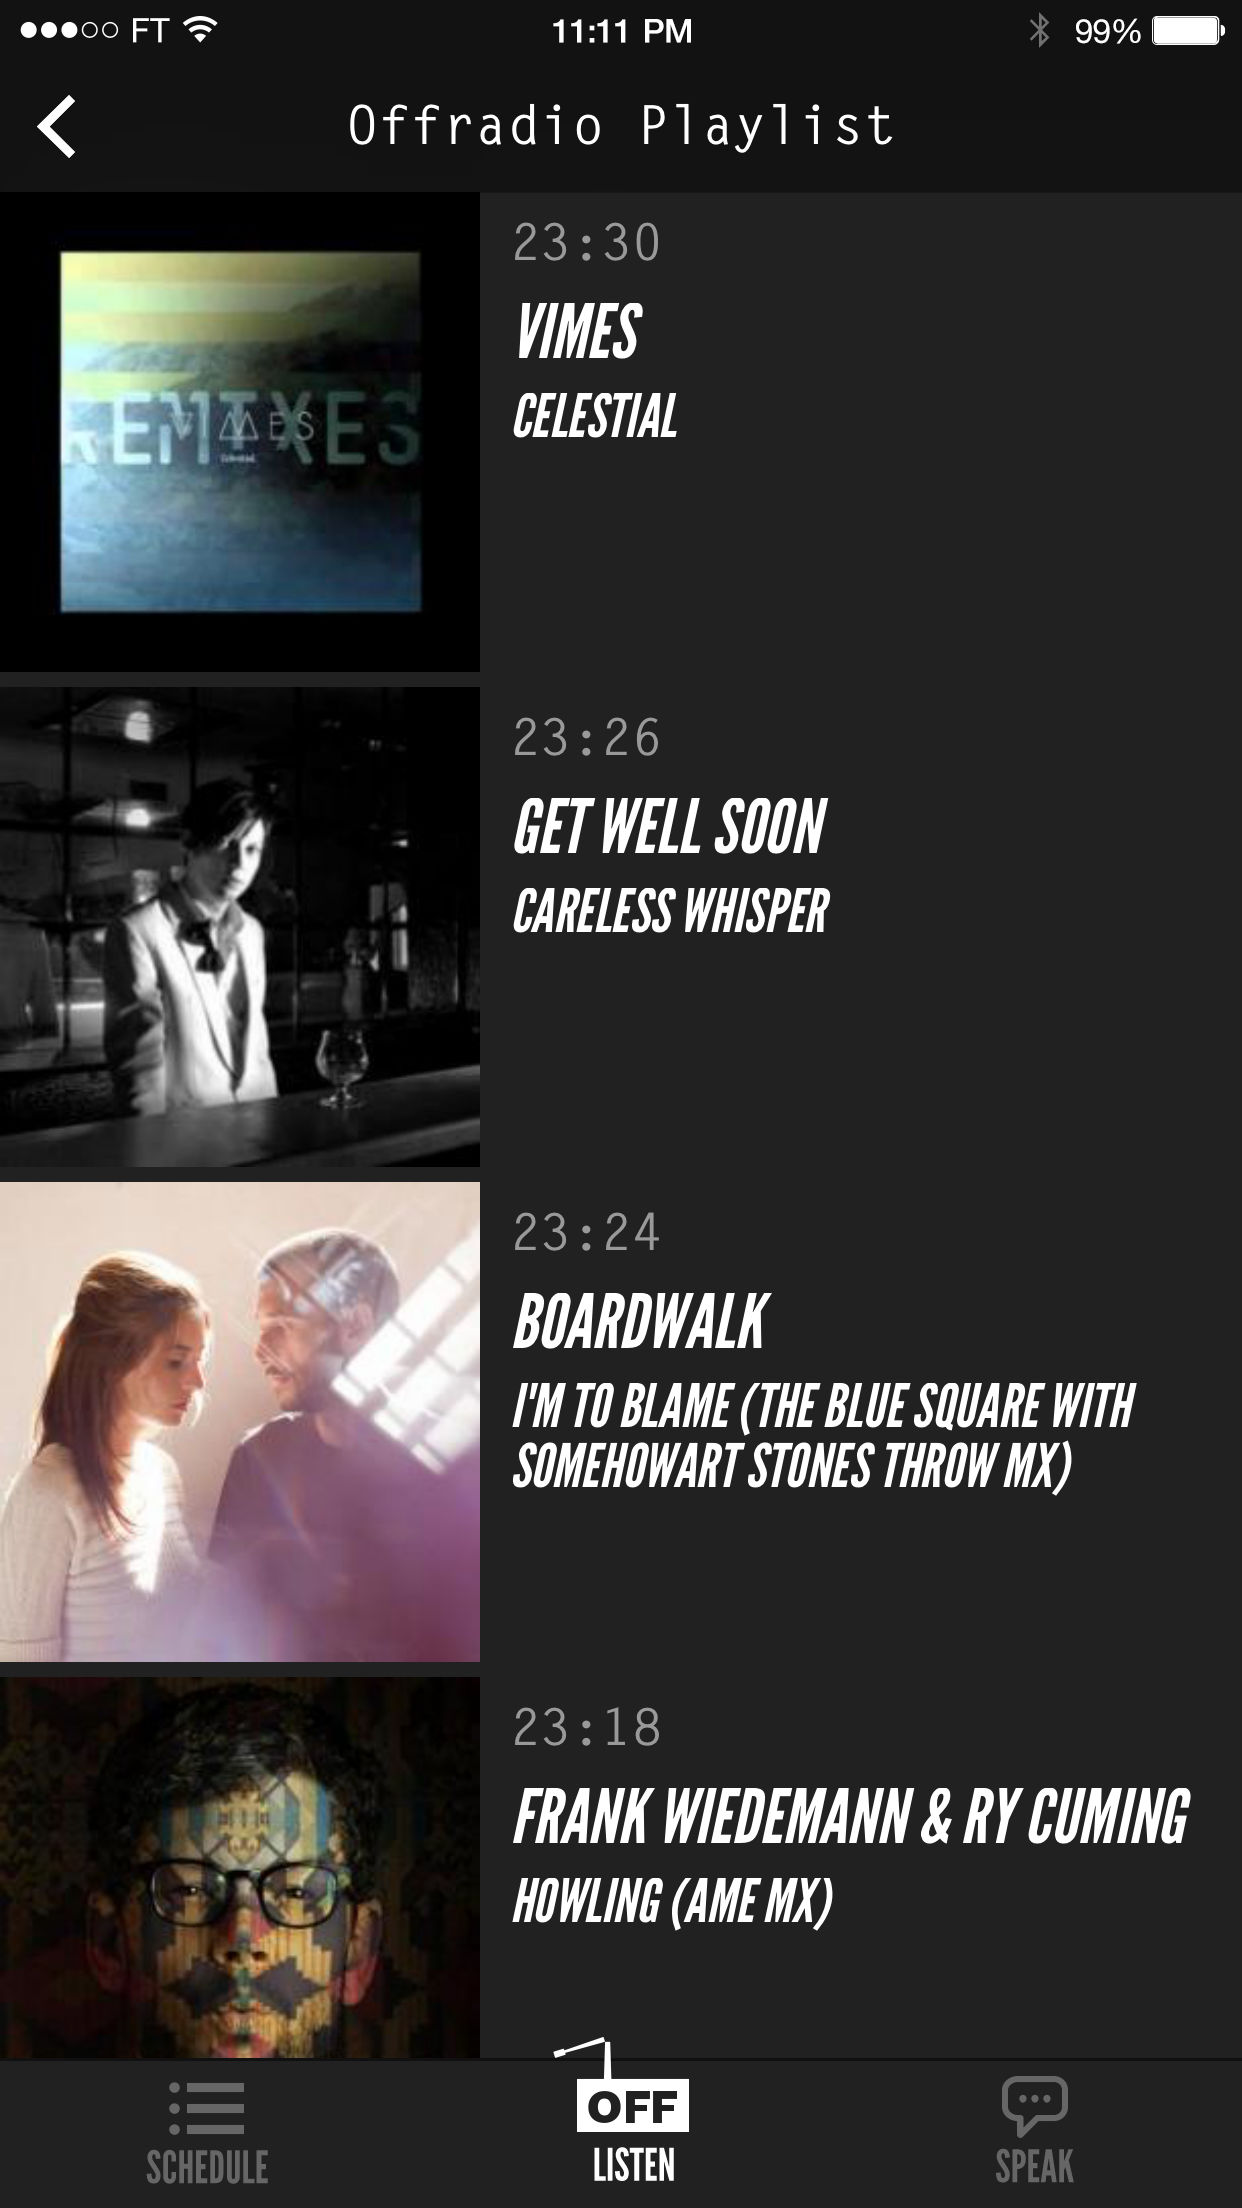 FT
11:11 PM
99%
Offradio Playlist
23:30
VIMES
CELESTIAL
REMIXES
VIMES
Celestial
23:26
GET WELL SOON
CARELESS WHISPER
23:24
BOARDWALK
I'M TO BLAME (THE BLUE SQUARE WITH
SOMEHOWART STONES THROW MX)
23:18
FRANK WIEDEMANN & RY CUMING
HOWLING (AME MX)
SCHEDULE
OFF
LISTEN
SPEAK